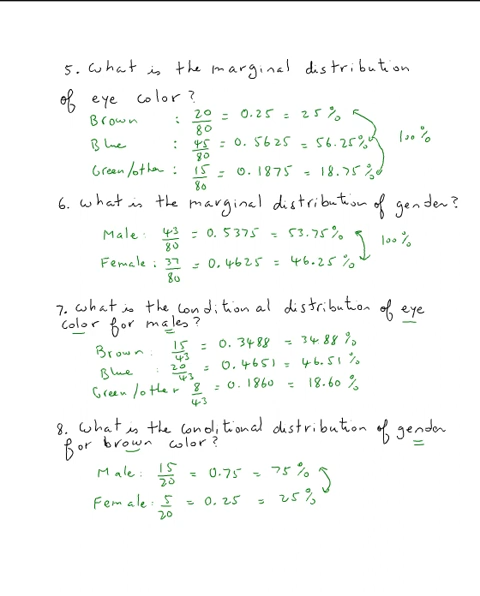 5. What is the marginal distribution
of eye color?
Brown : 20/80 = 0.25 = 25%
Blue : 45/80 = 0.5625 = 56.25% 100%
Green/other : 15/80 = 0.1875 = 18.75%
6. What is the marginal distribution of gender?
Male: 43/80 = 0.5375 = 53.75% 100%
Female: 37/80 = 0.4625 = 46.25%
7. What is the conditional distribution of eye
color for males?
Brown: 15/43 = 0.3488 = 34.88%
Blue : 20/43 = 0.4651 = 46.51%
Green/other 8/43 = 0.1860 = 18.60%
8. What is the conditional distribution of gender
for brown color?
Male: 15/20 = 0.75 = 75%
Female: 5/20 = 0.25 = 25%